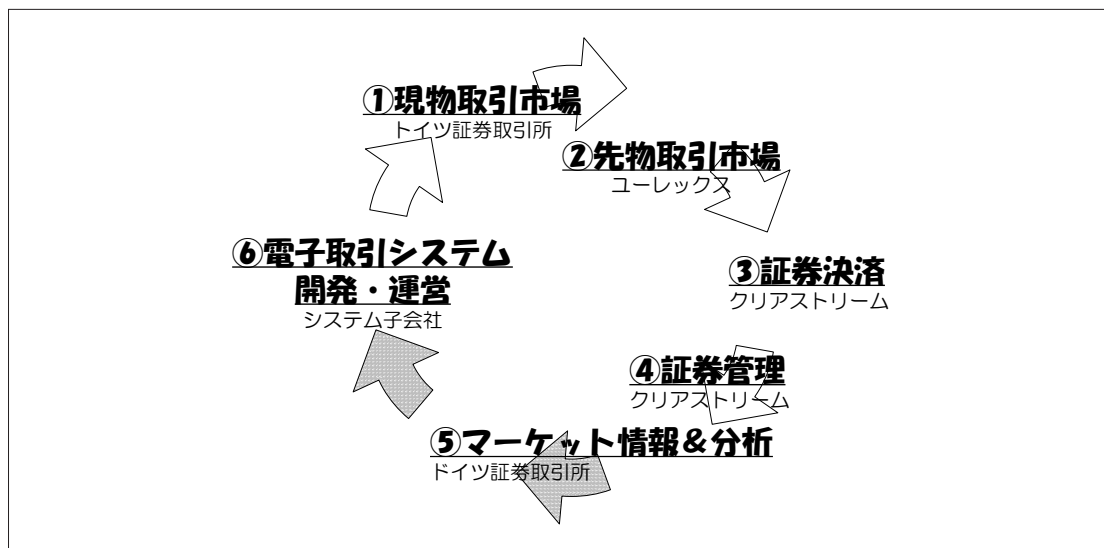 ①現物取引市場
トイツ証券取引所
②先物取引市場
ユーレックス
③証券決済
クリアストリーム
④証券管理
クリアストリーム
⑤マーケット情報&分析
ドイツ証券取引所
⑥電子取引システム
開発・運営
システム子会社